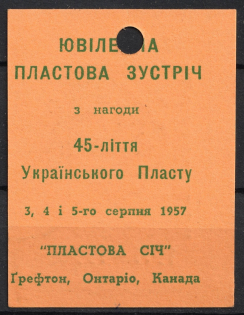 ЮВІЛЕЙНА
ПЛАСТОВА ЗУСТРІЧ
з нагоди
45-ліття
Українського Пласту
3, 4 і 5-го серпня 1957
"ПЛАСТОВА СІЧ"
Ґрефтон, Онтаріо, Канада